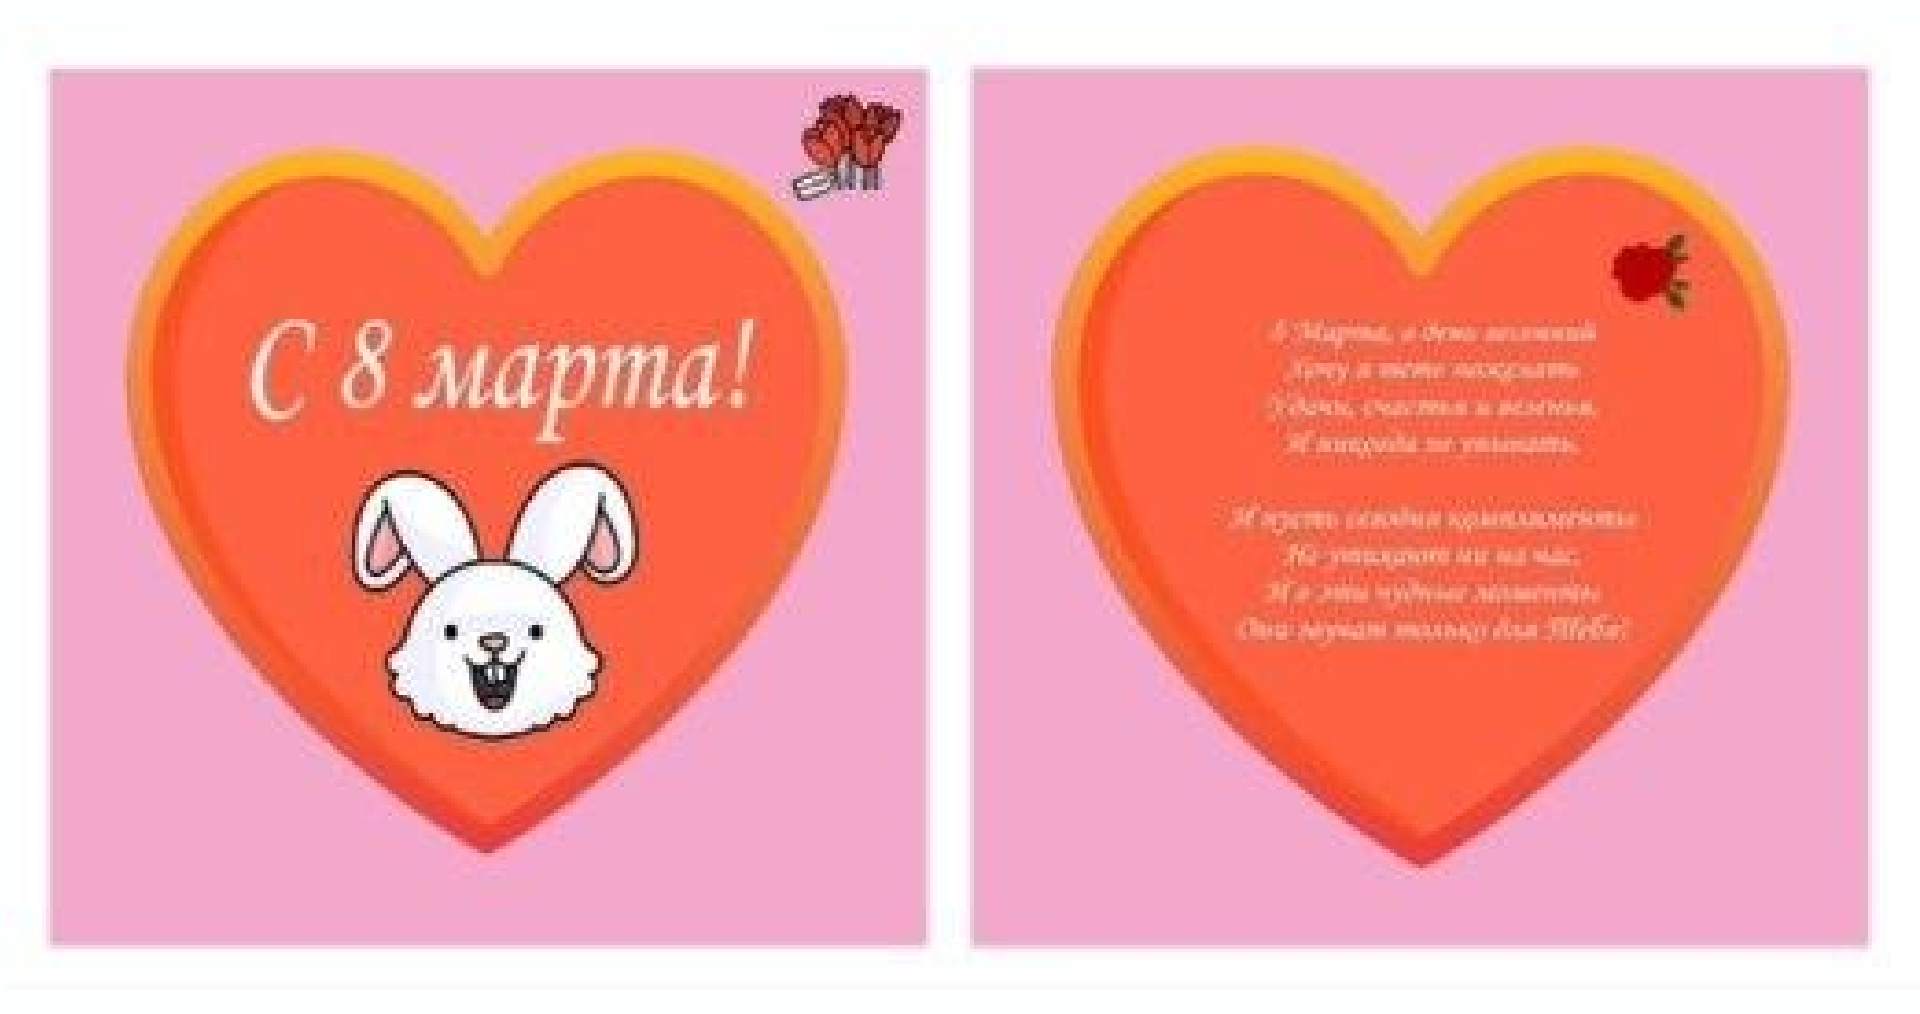 С 8 марта!
8 Марта, в день весенний
Хочу я тебе пожелать
Удачи, счастья и везенья,
И никогда не унывать.
И пусть сегодня комплименты
Не утихают ни на час,
И в эти чудные моменты
Они звучат только для Тебя!